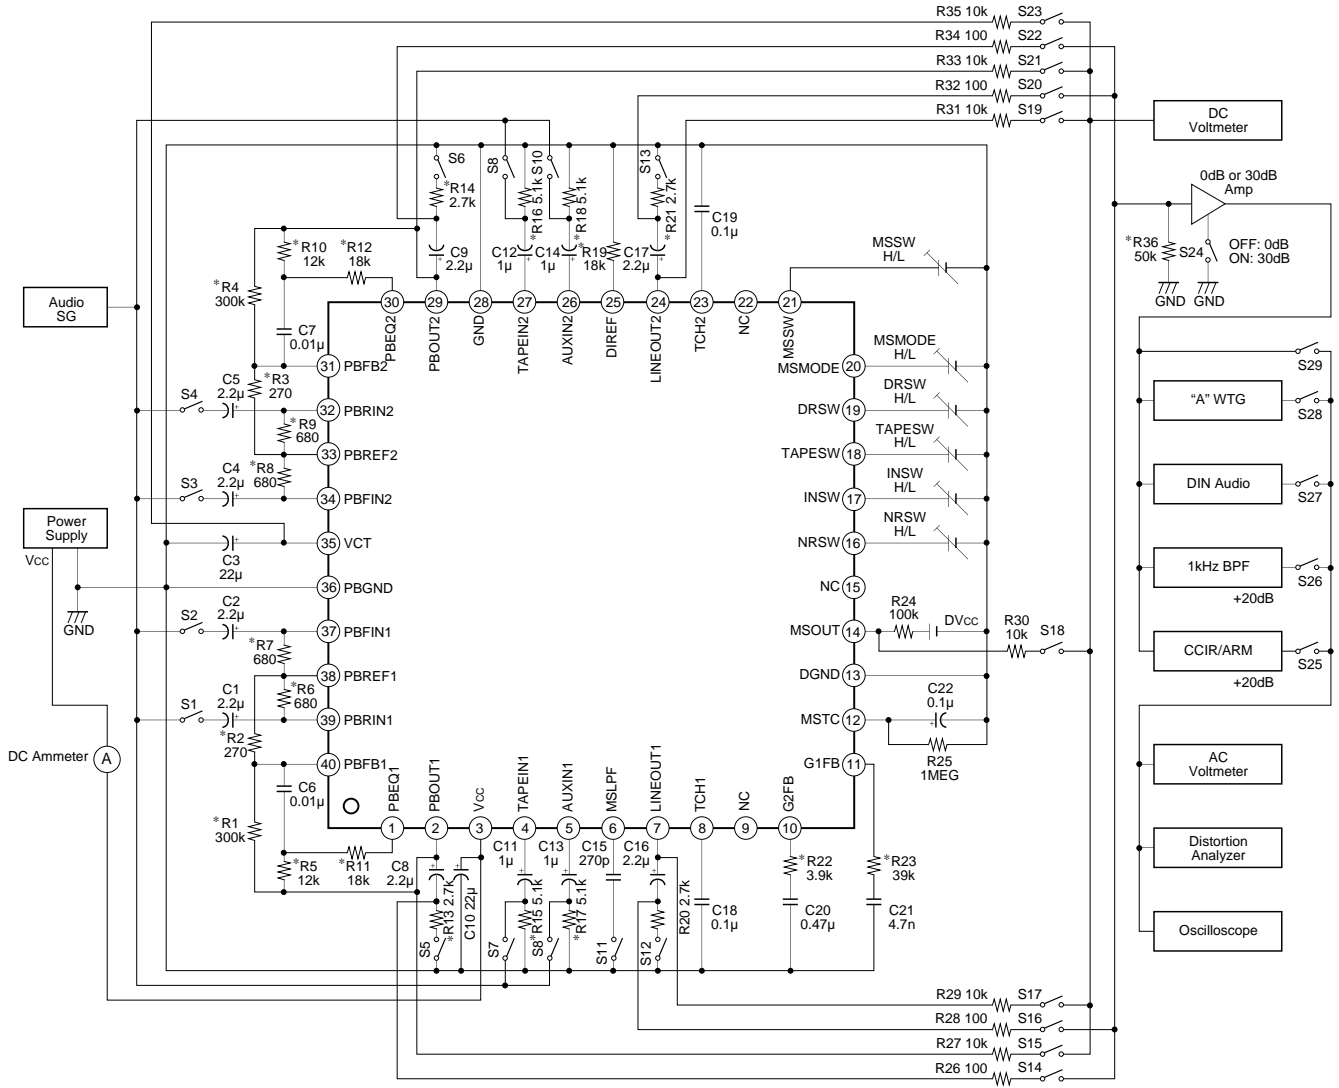 R35 10k S23
R34 100 S22
R33 10k S21
R32 100 S20
R31 10k S19
DC
Voltmeter
0dB or 30dB
Amp
*R36
50k
S24
OFF: 0dB
ON: 30dB
GND
GND
S6
*R14
2.7k
C9
2.2μ
S8
*R16 5.1k
C12
1μ
S10
*R18 5.1k
C14
1μ
R19
18k
S13
*R21 2.7k
C17
2.2μ
C19
0.1μ
MSSW
H/L
*R10
12k
*R12
18k
*R4
300k
C7
0.01μ
Audio
SG
30
29
28
27
26
25
24
23
22
21
PBEQ2
PBOUT2
GND
TAPEIN2
AUXIN2
DIREF
LINEOUT2
TCH2
NC
MSSW
31 PBFB2
*R3
270
S4
C5
2.2μ
32 PBRIN2
*R9
680
33 PBREF2
*R8
680
S3
C4
2.2μ
34 PBFIN2
35 VCT
C3
22μ
36 PBGND
Power
Supply
VCC
GND
S2
C2
2.2μ
37 PBFIN1
*R7
680
38 PBREF1
*R6
680
S1
C1
2.2μ
39 PBRIN1
*R2
270
40 PBFB1
DC Ammeter
A
C6
0.01μ
*R1
300k
*R5
12k
*R11
18k
MSMODE
H/L
MSMODE 20
DRSW
H/L
DRSW 19
TAPESW
H/L
TAPESW 18
INSW
H/L
INSW 17
NRSW
H/L
NRSW 16
NC 15
MSOUT 14
R24
100k
DVCC
R30
10k
S18
DGND 13
MSTC 12
C22
0.1μ
R25
1MEG
G1FB 11
PBEQ1
PBOUT1
VCC
TAPEIN1
AUXIN1
MSLPF
LINEOUT1
TCH1
NC
G2FB
1
2
3
4
5
6
7
8
9
10
C8
2.2μ
*R13 2.7k
S5
C10 22μ
C11
1μ
S7
*R15 5.1k
C13
1μ
S8
*R17 5.1k
C15
270p
S11
C16
2.2μ
S12
R20 2.7k
C18
0.1μ
*R22
3.9k
C20
0.47μ
*R23
39k
C21
4.7n
R29 10k S17
R28 100 S16
R27 10k S15
R26 100 S14
S29
“A” WTG
S28
DIN Audio
S27
1kHz BPF
S26
+20dB
CCIR/ARM
S25
+20dB
AC
Voltmeter
Distortion
Analyzer
Oscilloscope